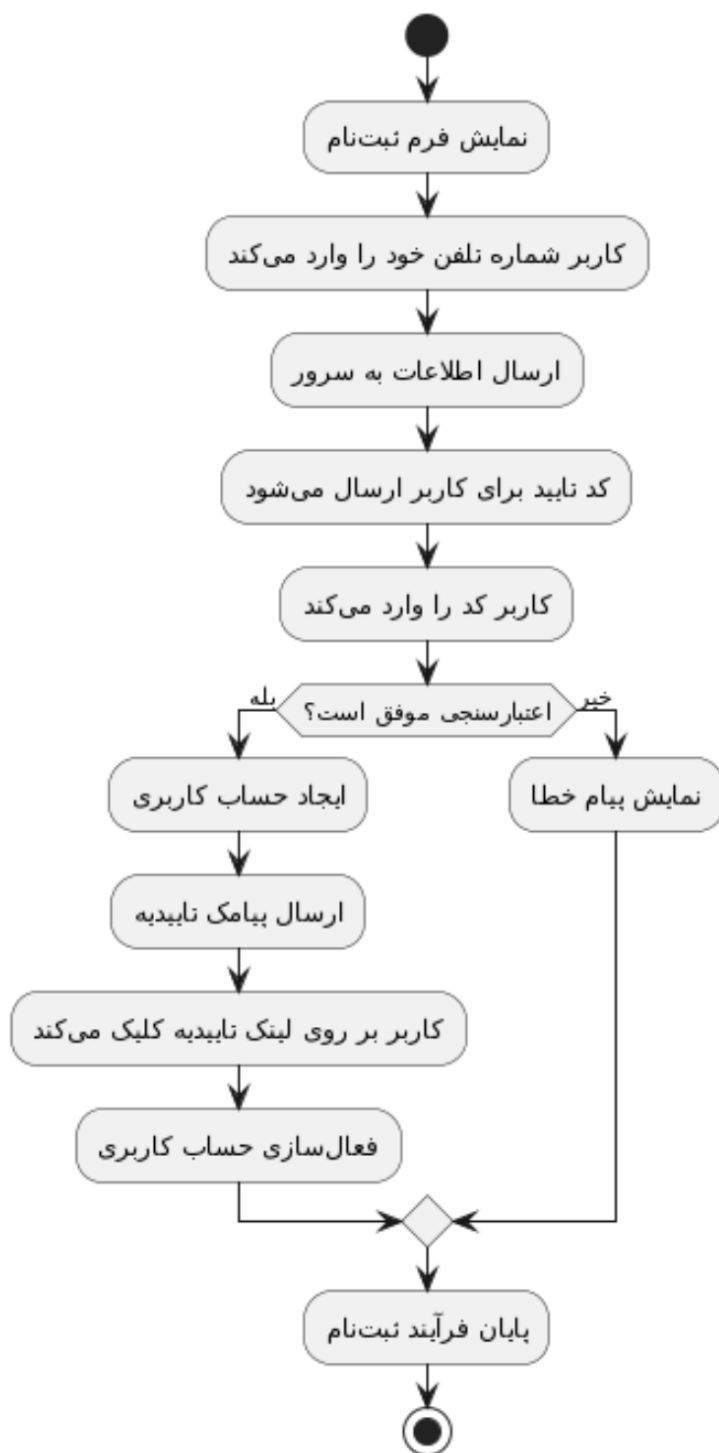 نمایش فرم ثبت‌نام
کاربر شماره تلفن خود را وارد می‌کند
ارسال اطلاعات به سرور
کد تایید برای کاربر ارسال می‌شود
کاربر کد را وارد می‌کند
اعتبارسنجی موفق است؟
بله
خیر
ایجاد حساب کاربری
نمایش پیام خطا
ارسال پیامک تاییدیه
کاربر بر روی لینک تاییدیه کلیک می‌کند
فعال‌سازی حساب کاربری
پایان فرآیند ثبت‌نام